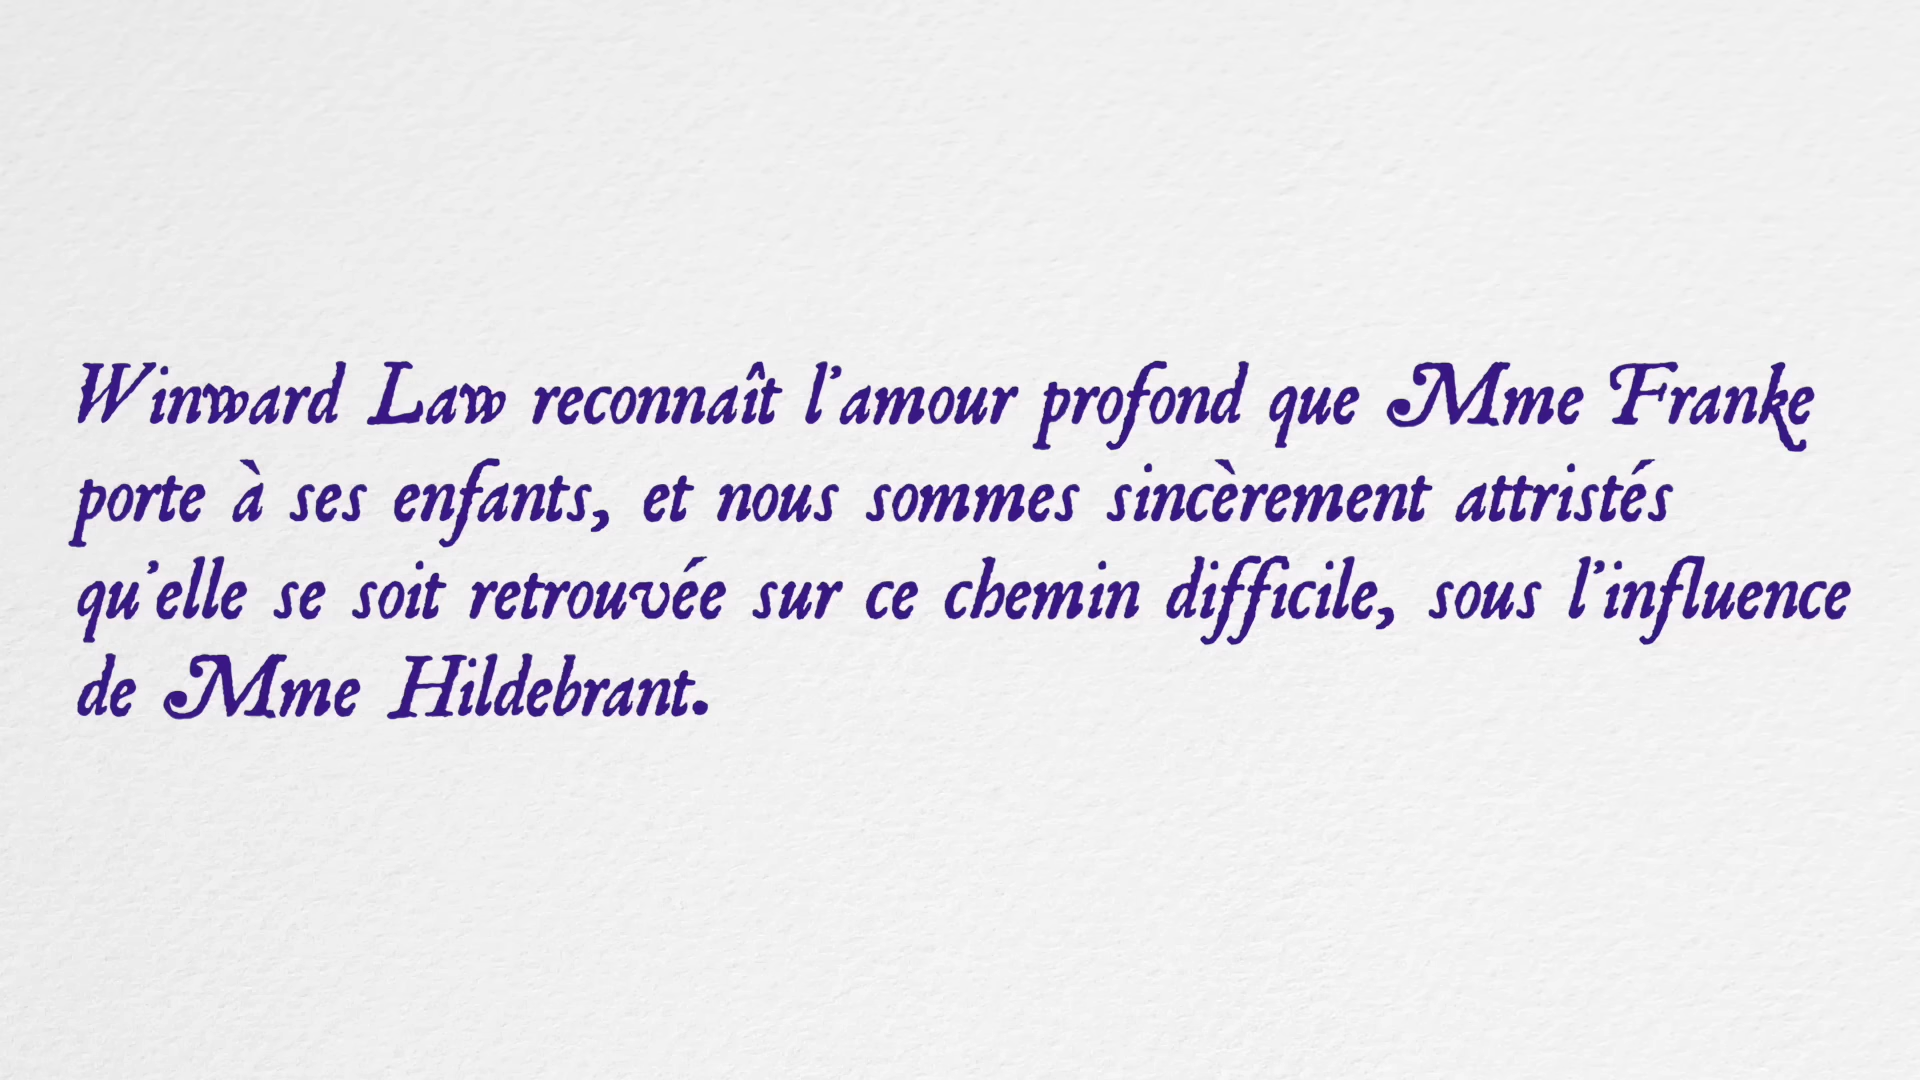 Winward Law reconnaît l’amour profond que Mme Franke
porte à ses enfants, et nous sommes sincèrement attristés
qu’elle se soit retrouvée sur ce chemin difficile, sous l’influence
de Mme Hildebrant.